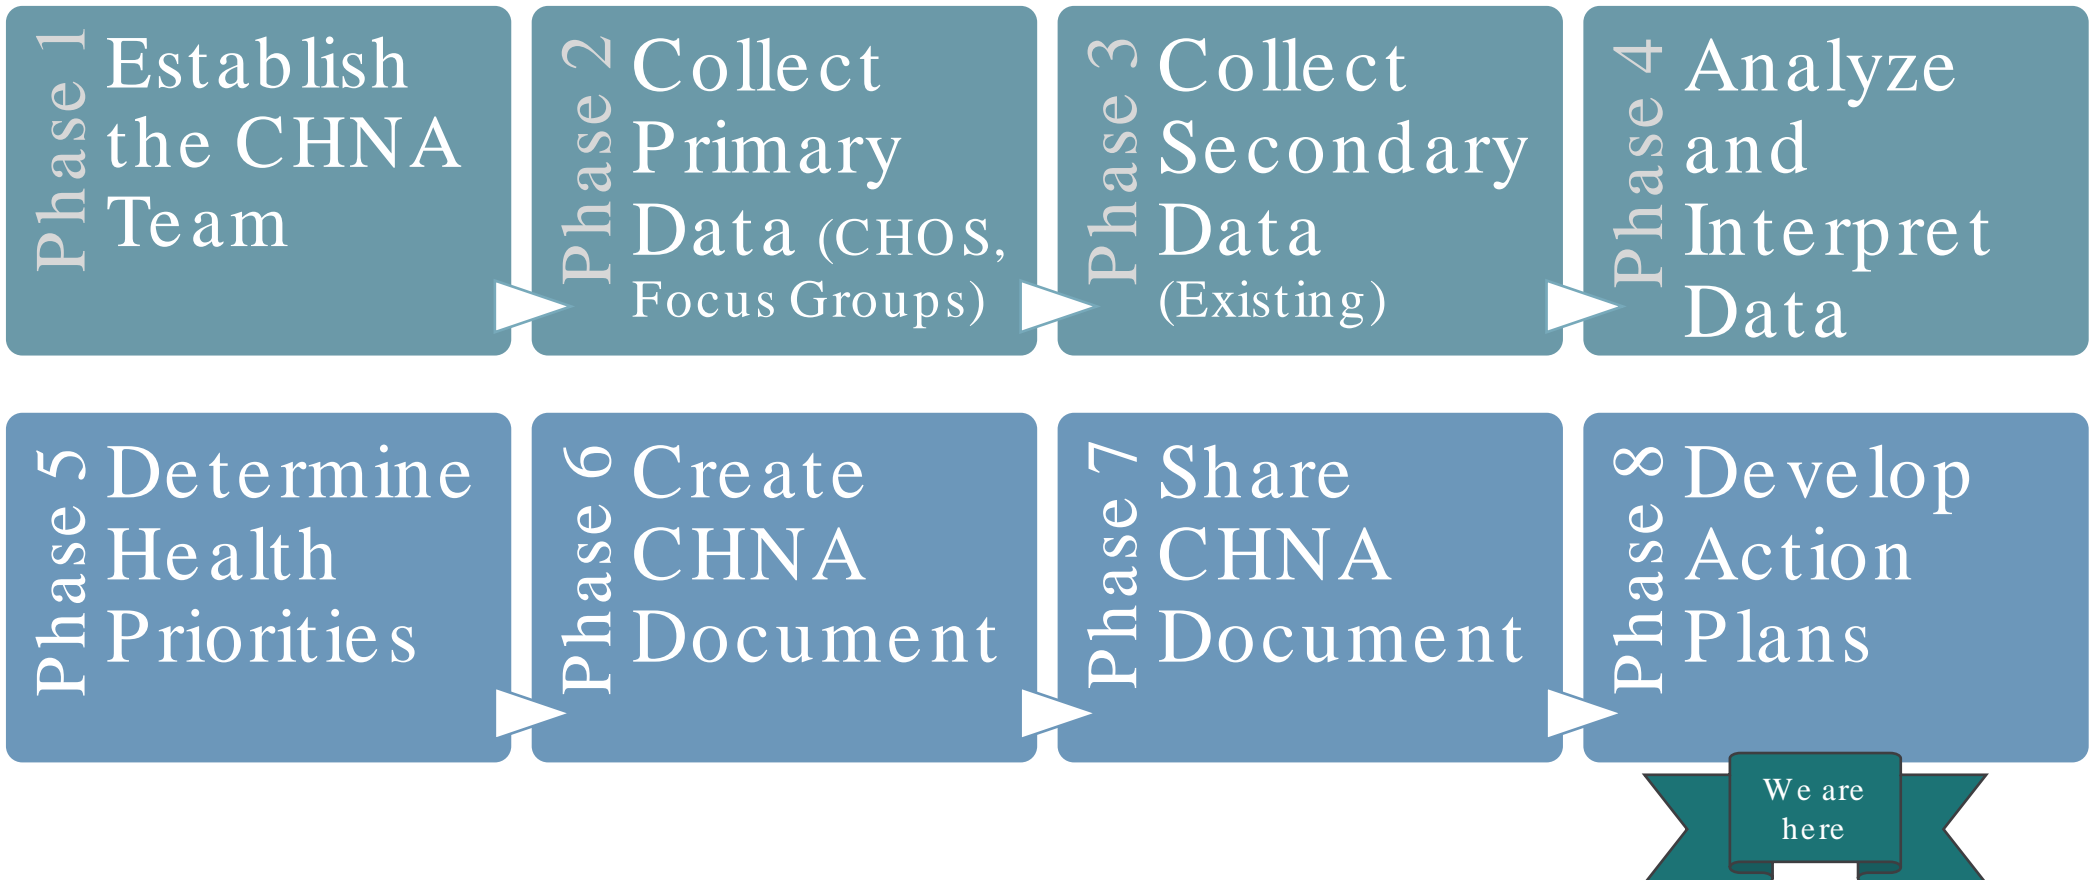 Phase 1
Establish
the CHNA
Team
Phase 2
Collect
Primary
Data (CHOS,
Focus Groups)
Phase 3
Collect
Secondary
Data
(Existing)
Phase 4
Analyze
and
Interpret
Data
Phase 5
Determine
Health
Priorities
Phase 6
Create
CHNA
Document
Phase 7
Share
CHNA
Document
Phase 8
Develop
Action
Plans
We are
here